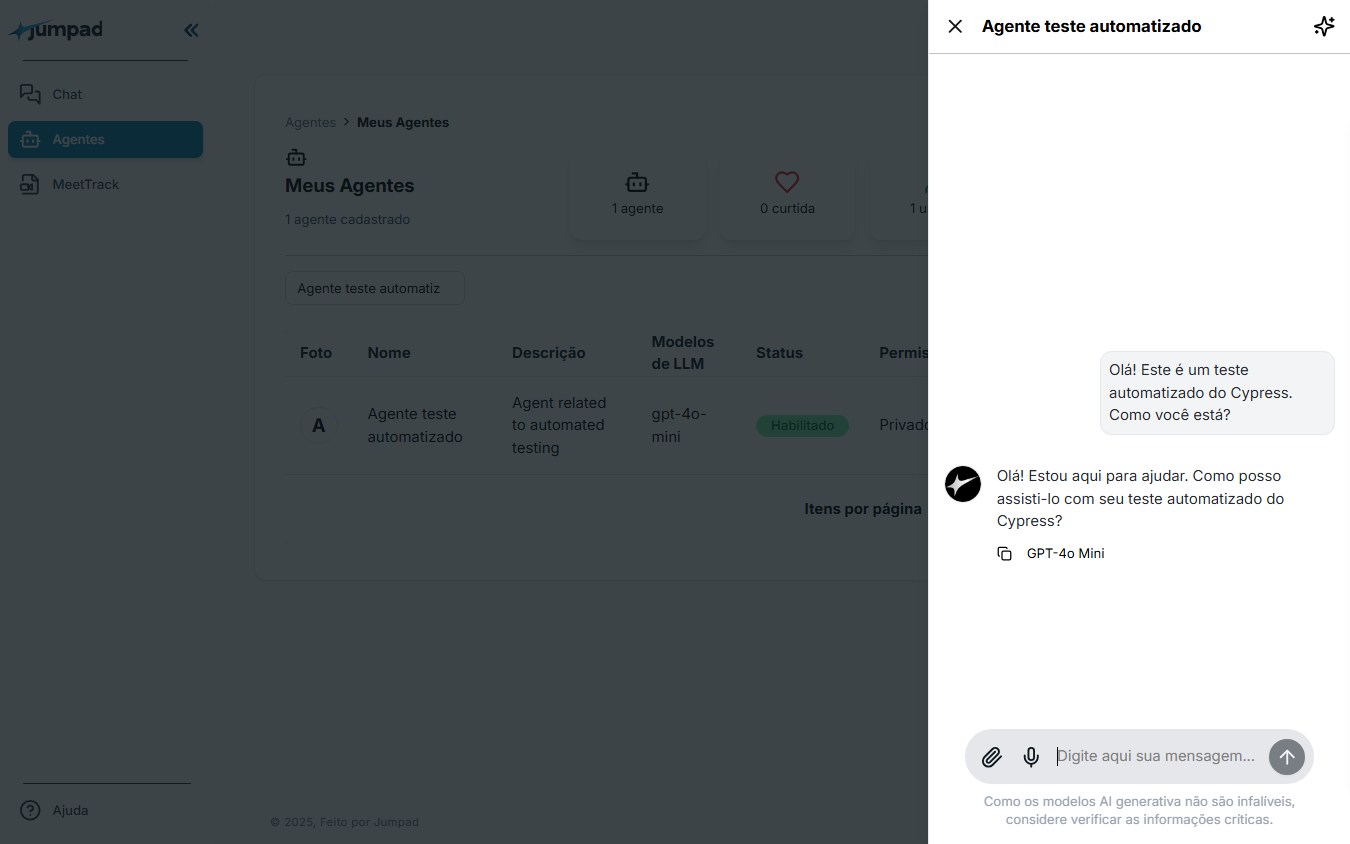 jumpad
Chat
Agentes
MeetTrack
Ajuda
Agentes > Meus Agentes
Meus Agentes
1 agente cadastrado
1 agente
0 curtida
1 u
Agente teste automatiz
Foto Nome Descrição Modelos de LLM Status Permis
A Agente teste automatizado Agent related to automated testing gpt-4o-mini Habilitado Privado
Itens por página
© 2025, Feito por Jumpad
Agente teste automatizado
Olá! Este é um teste
automatizado do Cypress.
Como você está?
Olá! Estou aqui para ajudar. Como posso
assisti-lo com seu teste automatizado do
Cypress?
GPT-4o Mini
Digite aqui sua mensagem...
Como os modelos AI generativa não são infalíveis,
considere verificar as informações críticas.